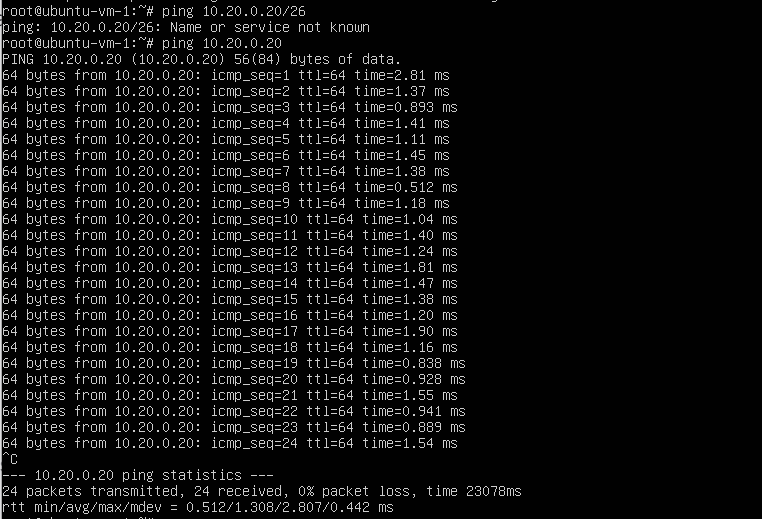 root@ubuntu-vm-1:~# ping 10.20.0.20/26
ping: 10.20.0.20/26: Name or service not known
root@ubuntu-vm-1:~# ping 10.20.0.20
PING 10.20.0.20 (10.20.0.20) 56(84) bytes of data.
64 bytes from 10.20.0.20: icmp_seq=1 ttl=64 time=2.81 ms
64 bytes from 10.20.0.20: icmp_seq=2 ttl=64 time=1.37 ms
64 bytes from 10.20.0.20: icmp_seq=3 ttl=64 time=0.893 ms
64 bytes from 10.20.0.20: icmp_seq=4 ttl=64 time=1.41 ms
64 bytes from 10.20.0.20: icmp_seq=5 ttl=64 time=1.11 ms
64 bytes from 10.20.0.20: icmp_seq=6 ttl=64 time=1.45 ms
64 bytes from 10.20.0.20: icmp_seq=7 ttl=64 time=1.38 ms
64 bytes from 10.20.0.20: icmp_seq=8 ttl=64 time=0.512 ms
64 bytes from 10.20.0.20: icmp_seq=9 ttl=64 time=1.18 ms
64 bytes from 10.20.0.20: icmp_seq=10 ttl=64 time=1.04 ms
64 bytes from 10.20.0.20: icmp_seq=11 ttl=64 time=1.40 ms
64 bytes from 10.20.0.20: icmp_seq=12 ttl=64 time=1.24 ms
64 bytes from 10.20.0.20: icmp_seq=13 ttl=64 time=1.81 ms
64 bytes from 10.20.0.20: icmp_seq=14 ttl=64 time=1.47 ms
64 bytes from 10.20.0.20: icmp_seq=15 ttl=64 time=1.38 ms
64 bytes from 10.20.0.20: icmp_seq=16 ttl=64 time=1.20 ms
64 bytes from 10.20.0.20: icmp_seq=17 ttl=64 time=1.90 ms
64 bytes from 10.20.0.20: icmp_seq=18 ttl=64 time=1.16 ms
64 bytes from 10.20.0.20: icmp_seq=19 ttl=64 time=0.838 ms
64 bytes from 10.20.0.20: icmp_seq=20 ttl=64 time=0.928 ms
64 bytes from 10.20.0.20: icmp_seq=21 ttl=64 time=1.55 ms
64 bytes from 10.20.0.20: icmp_seq=22 ttl=64 time=0.941 ms
64 bytes from 10.20.0.20: icmp_seq=23 ttl=64 time=0.889 ms
64 bytes from 10.20.0.20: icmp_seq=24 ttl=64 time=1.54 ms
^C
--- 10.20.0.20 ping statistics ---
24 packets transmitted, 24 received, 0% packet loss, time 23078ms
rtt min/avg/max/mdev = 0.512/1.308/2.807/0.442 ms